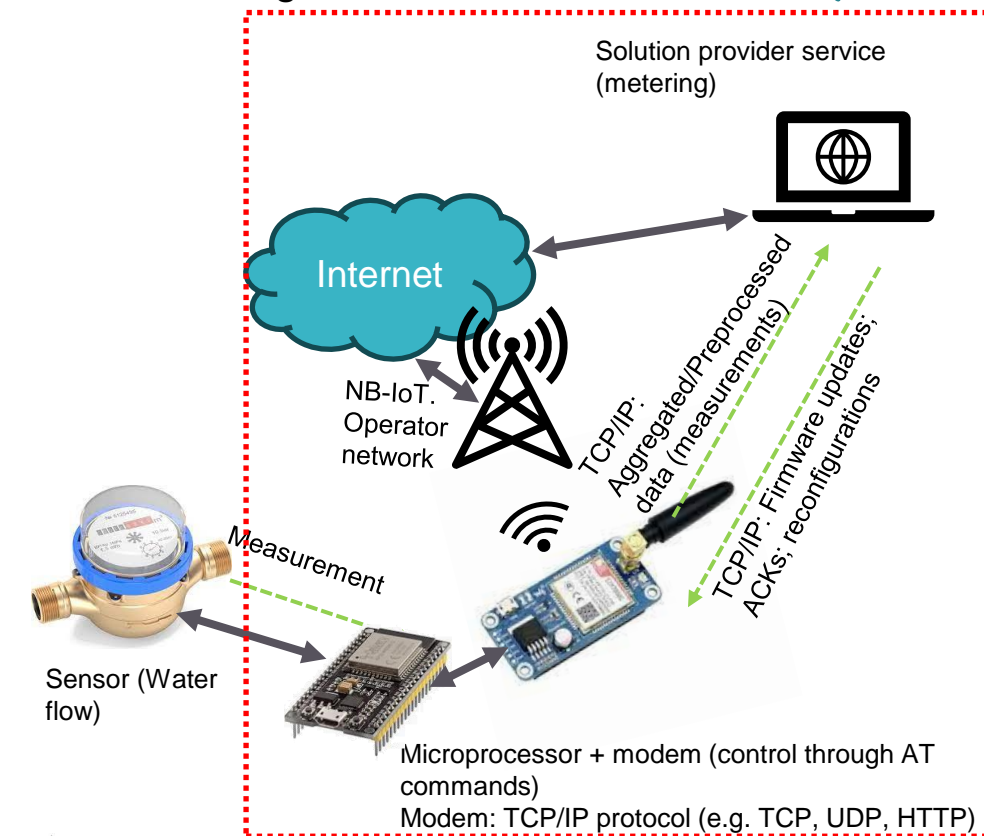 Solution provider service
(metering)
Internet
NB-IoT.
Operator
network
TCP/IP:
Aggregated//Preprocessed
data (measurements)
TCP/IP: Firmware updates;
ACKs; reconfigurations
Measurement
Sensor (Water
flow)
Microprocessor + modem (control through AT
commands)
Modem: TCP/IP protocol (e.g. TCP, UDP, HTTP)